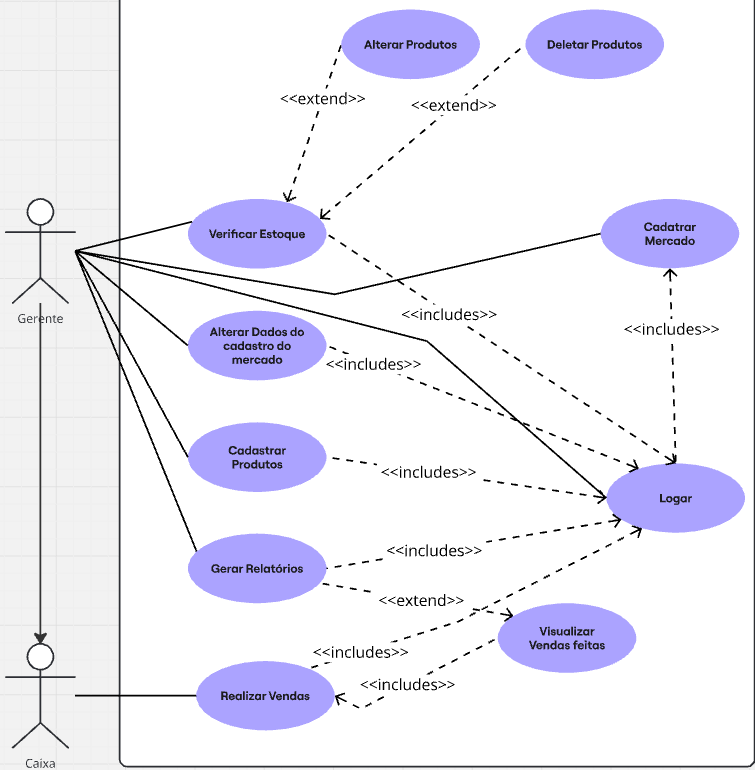 Alterar Produtos
Deletar Produtos
<<extend>>
<<extend>>
Verificar Estoque
Cadatrar
Mercado
Gerente
<<includes>>
<<includes>>
Alterar Dados do
cadastro do
mercado
<<includes>>
Cadastrar
Produtos
<<includes>>
Logar
<<includes>>
Gerar Relatórios
<<extend>>
Visualizar
Vendas feitas
<<includes>>
<<includes>>
Realizar Vendas
Caixa